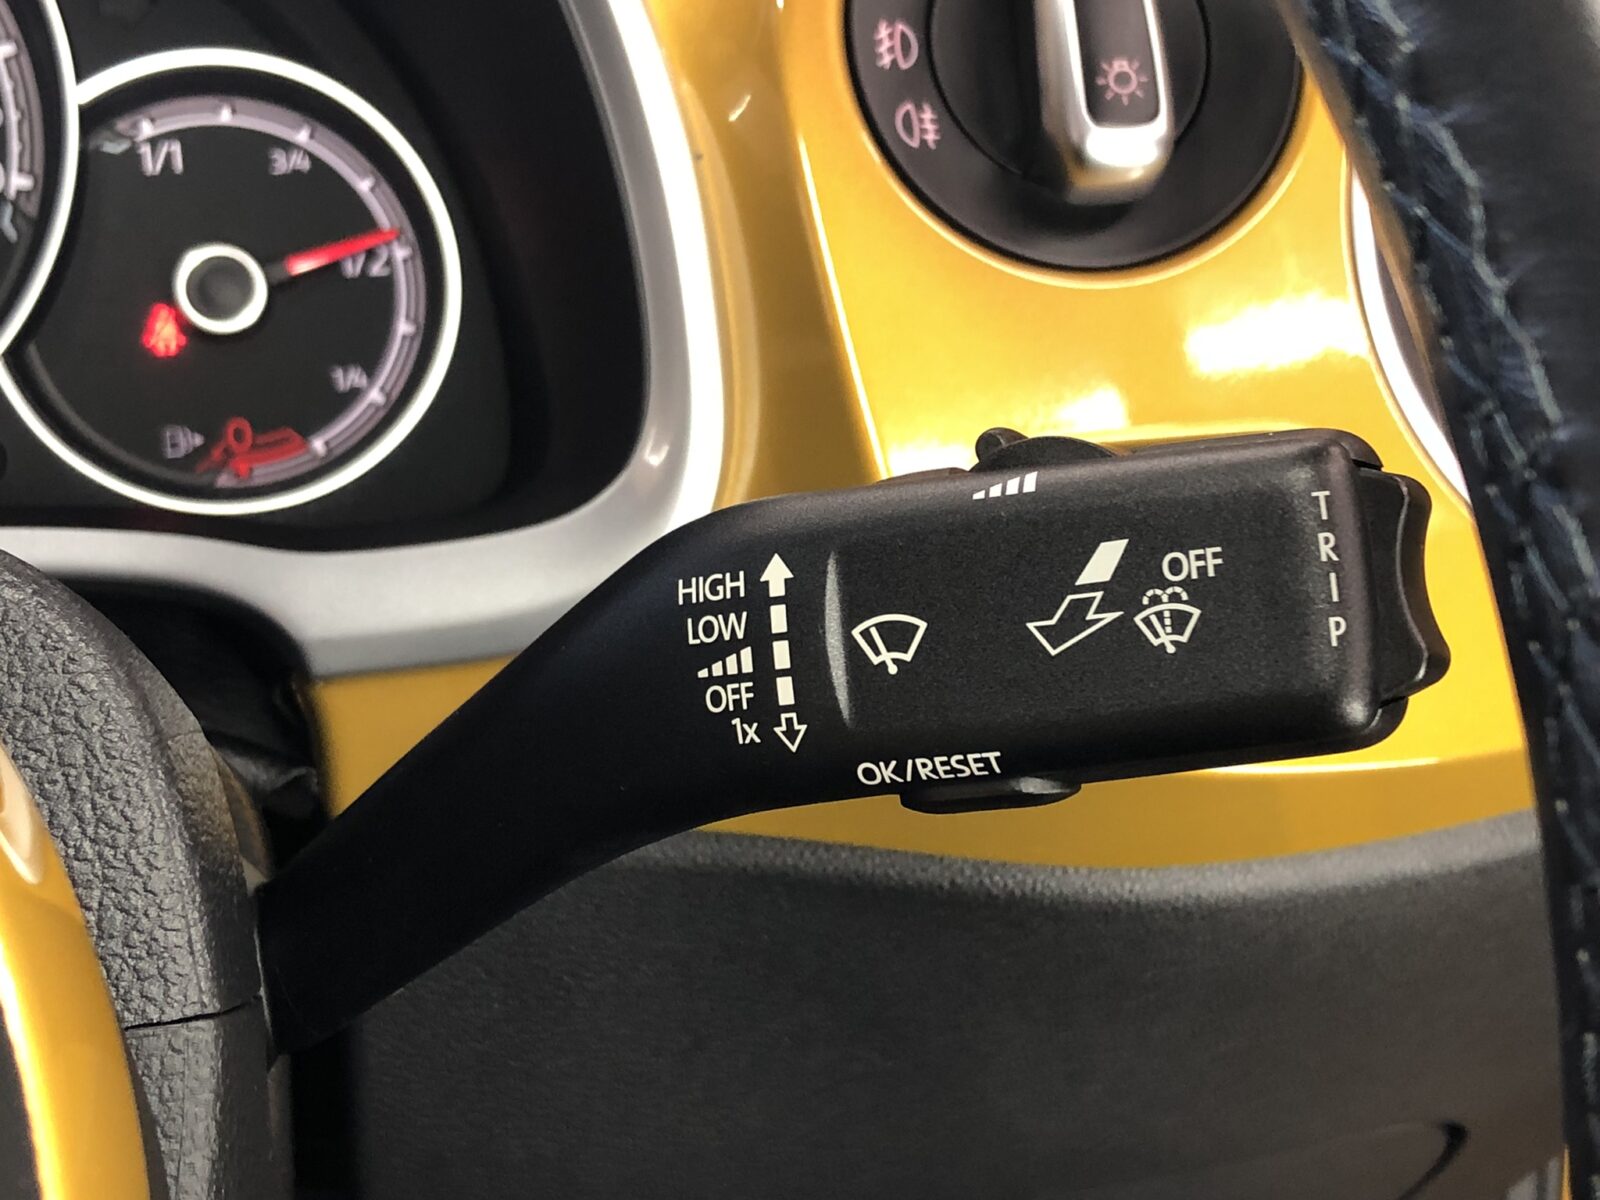 1/1
3/4
1/2
1/4
HIGH
LOW
OFF
1x
OFF
TRIP
OK/RESET